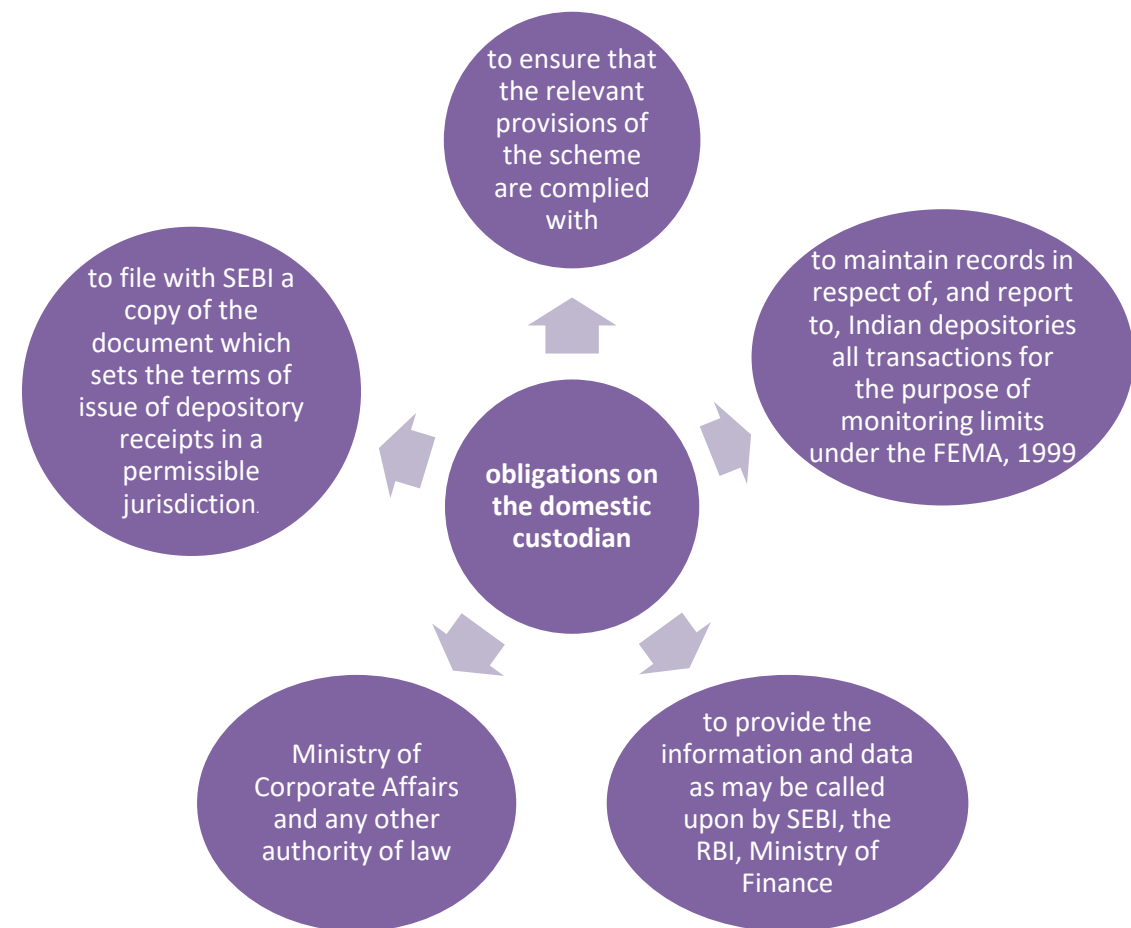 to ensure that
the relevant
provisions of
the scheme
are complied
with
to maintain records in
respect of, and report
to, Indian depositories
all transactions for
the purpose of
monitoring limits
under the FEMA, 1999
to provide the
information and data
as may be called
upon by SEBI, the
RBI, Ministry of
Finance
Ministry of
Corporate Affairs
and any other
authority of law
to file with SEBI a
copy of the
document which
sets the terms of
issue of depository
receipts in a
permissible
jurisdiction.
obligations on
the domestic
custodian